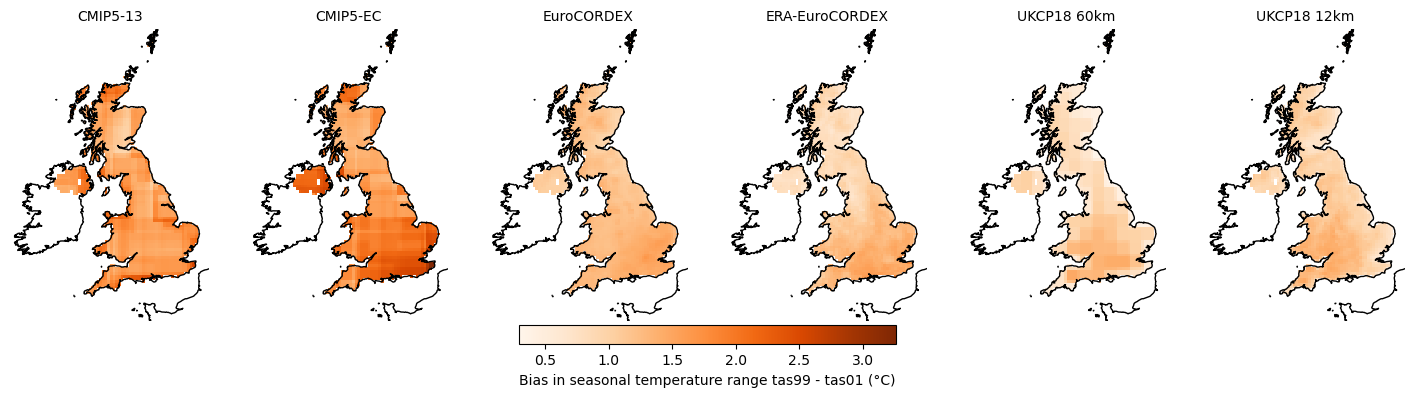 CMIP5-13 CMIP5-EC EuroCORDEX ERA-EuroCORDEX UKCP18 60km UKCP18 12km
0.5 1.0 1.5 2.0 2.5 3.0
Bias in seasonal temperature range tas99 - tas01 (°C)